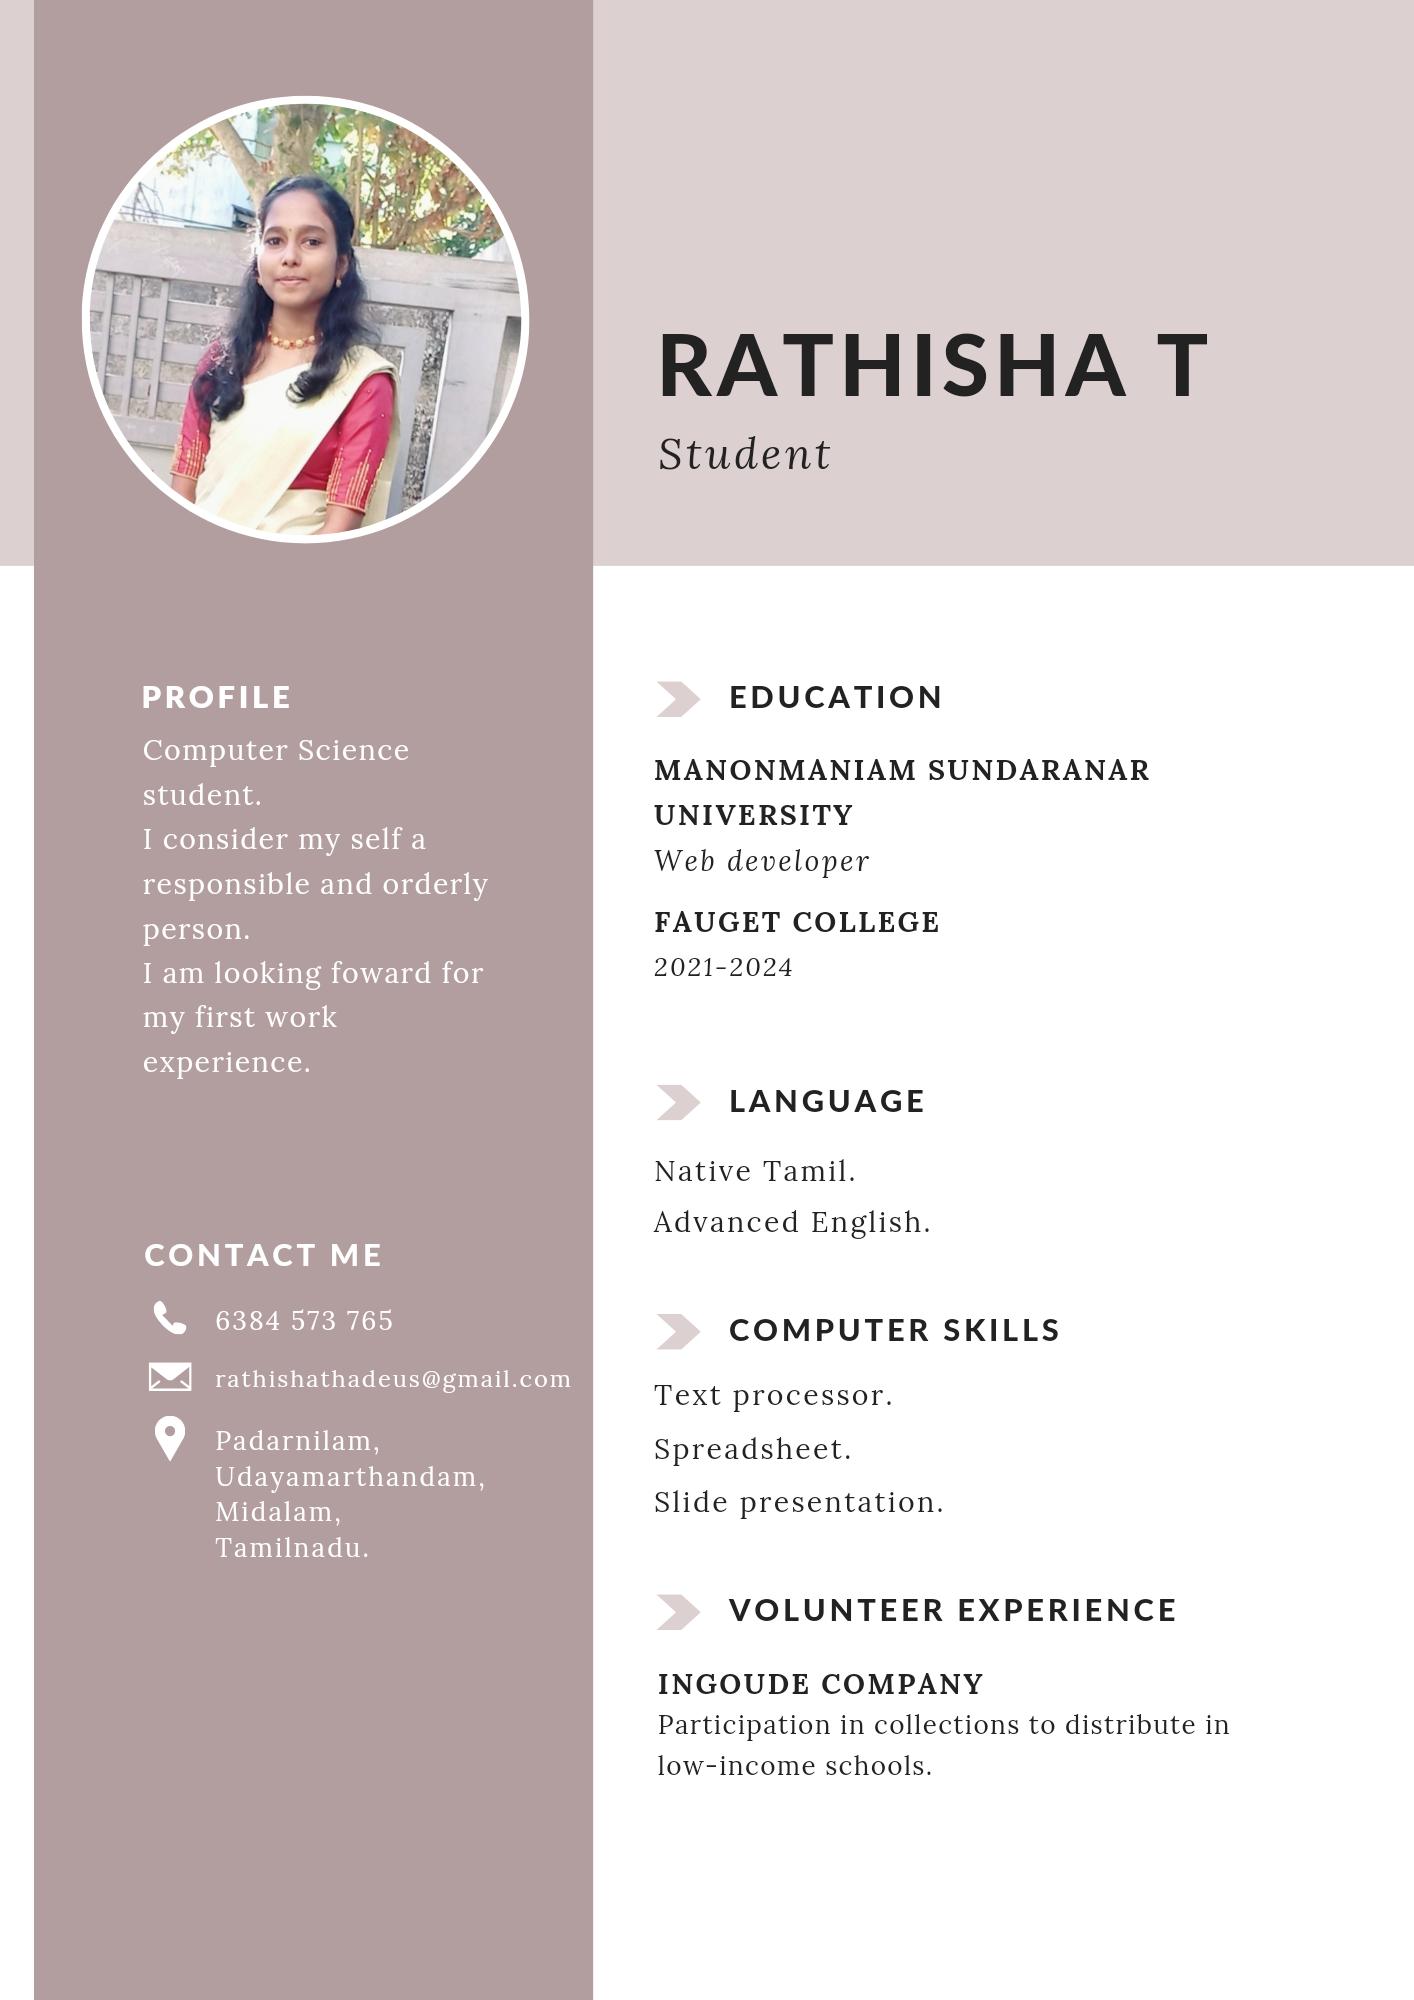 RATHISHA T
Student
PROFILE
Computer Science
student.
I consider my self a
responsible and orderly
person.
I am looking foward for
my first work
experience.
CONTACT ME
6384 573 765
rathishathadeus@gmail.com
Padarnilam,
Udayamarthandam,
Midalam,
Tamilnadu.
EDUCATION
MANONMANIAM SUNDARANAR
UNIVERSITY
Web developer
FAUGET COLLEGE
2021-2024
LANGUAGE
Native Tamil.
Advanced English.
COMPUTER SKILLS
Text processor.
Spreadsheet.
Slide presentation.
VOLUNTEER EXPERIENCE
INGOUDE COMPANY
Participation in collections to distribute in
low-income schools.